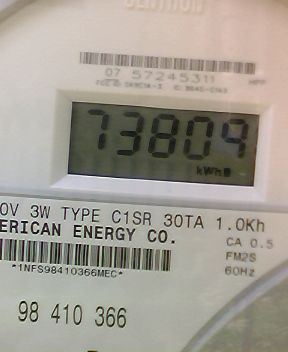 CENTRON
07 57245311
73809
kWh
0V 3W TYPE C1SR 30TA 1.0Kh
ERICAN ENERGY CO.
CA 0.5
FM2S
60Hz
*1NFS98410366MEC*
98 410 366